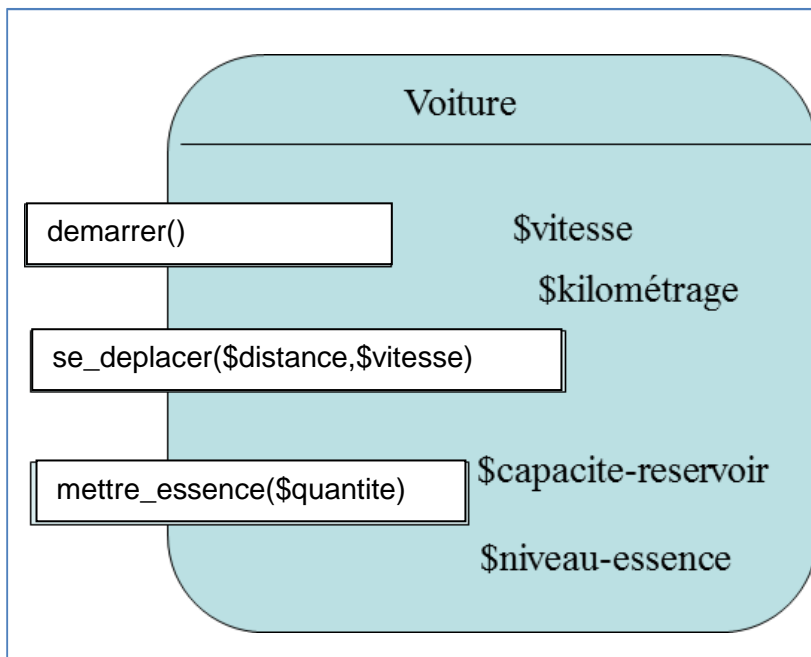 Voiture
demarrer()
$vitesse
$kilométrage
se_deplacer($distance,$vitesse)
$capacite-reservoir
mettre_essence($quantite)
$niveau-essence